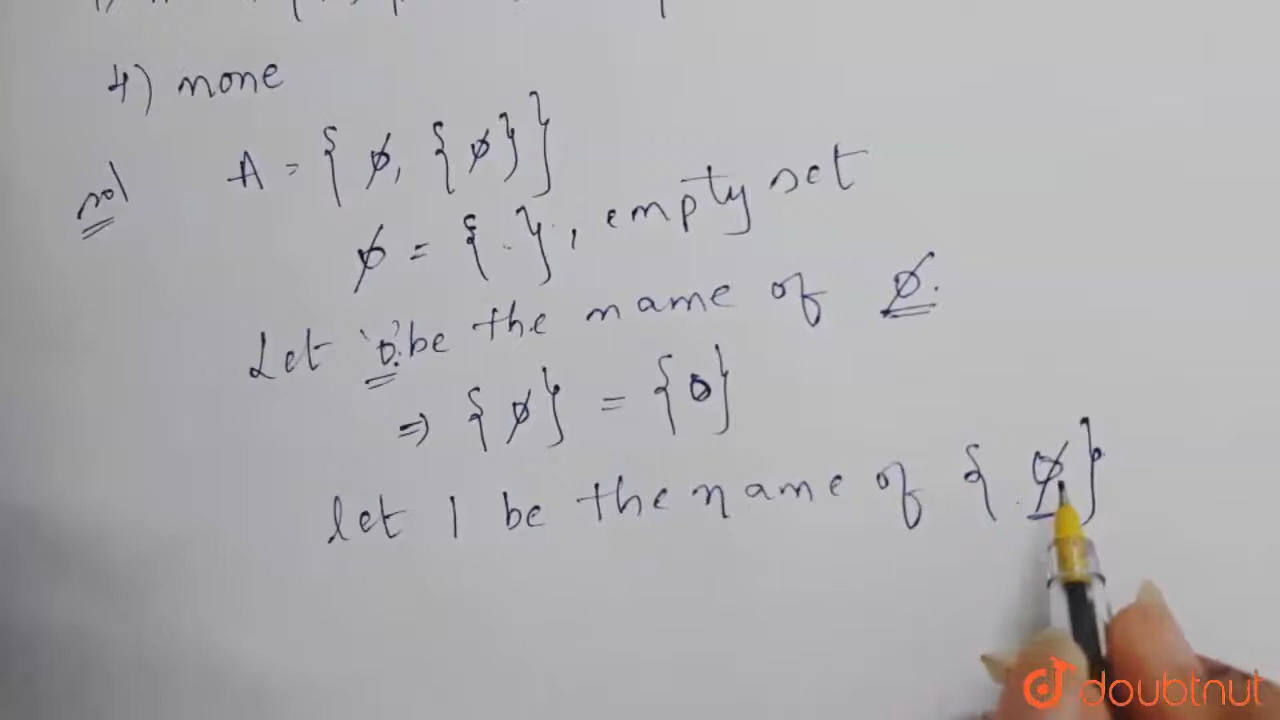 4) none
sol A = {φ, {φ}}
φ = {.}, empty set
Let '0' be the name of φ.
⇒ {φ} = {0}
let 1 be the name of {φ}
doubtnut